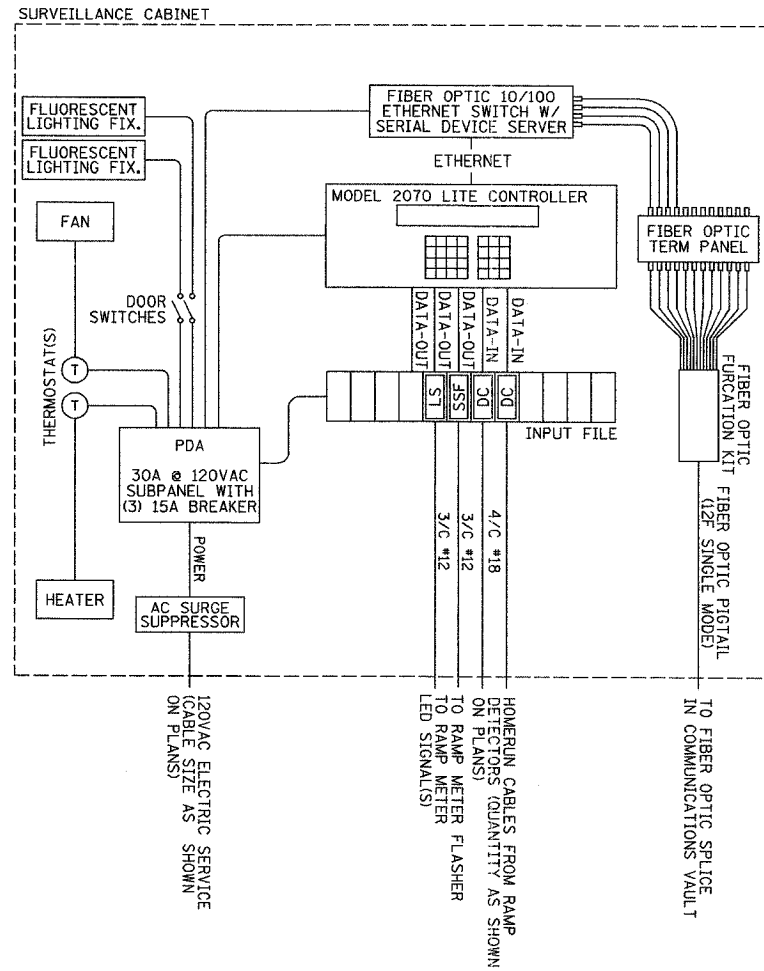 SURVEILLANCE CABINET
FLUORESCENT
LIGHTING FIX.
FLUORESCENT
LIGHTING FIX.
FAN
DOOR
SWITCHES
THERMOSTAT(S)
T
T
HEATER
PDA
30A @ 120VAC
SUBPANEL WITH
(3) 15A BREAKER
POWER
AC SURGE
SUPPRESSOR
120VAC ELECTRIC SERVICE
(CABLE SIZE AS SHOWN
ON PLANS)
FIBER OPTIC 10/100
ETHERNET SWITCH W/
SERIAL DEVICE SERVER
ETHERNET
MODEL 2070 LITE CONTROLLER
DATA-OUT
DATA-OUT
DATA-OUT
DATA-IN
DATA-IN
LS
SSF
DC
DC
INPUT FILE
3/C #12
3/C #12
4/C #18
TO RAMP METER
LED SIGNAL(S)
TO RAMP METER FLASHER
HOMERUN CABLES FROM RAMP
DETECTORS (QUANTITY AS SHOWN
ON PLANS)
FIBER OPTIC
TERM PANEL
FIBER OPTIC
FURCATION KIT
FIBER OPTIC PIGTAIL
(12F SINGLE MODE)
TO FIBER OPTIC SPLICE
IN COMMUNICATIONS VAULT